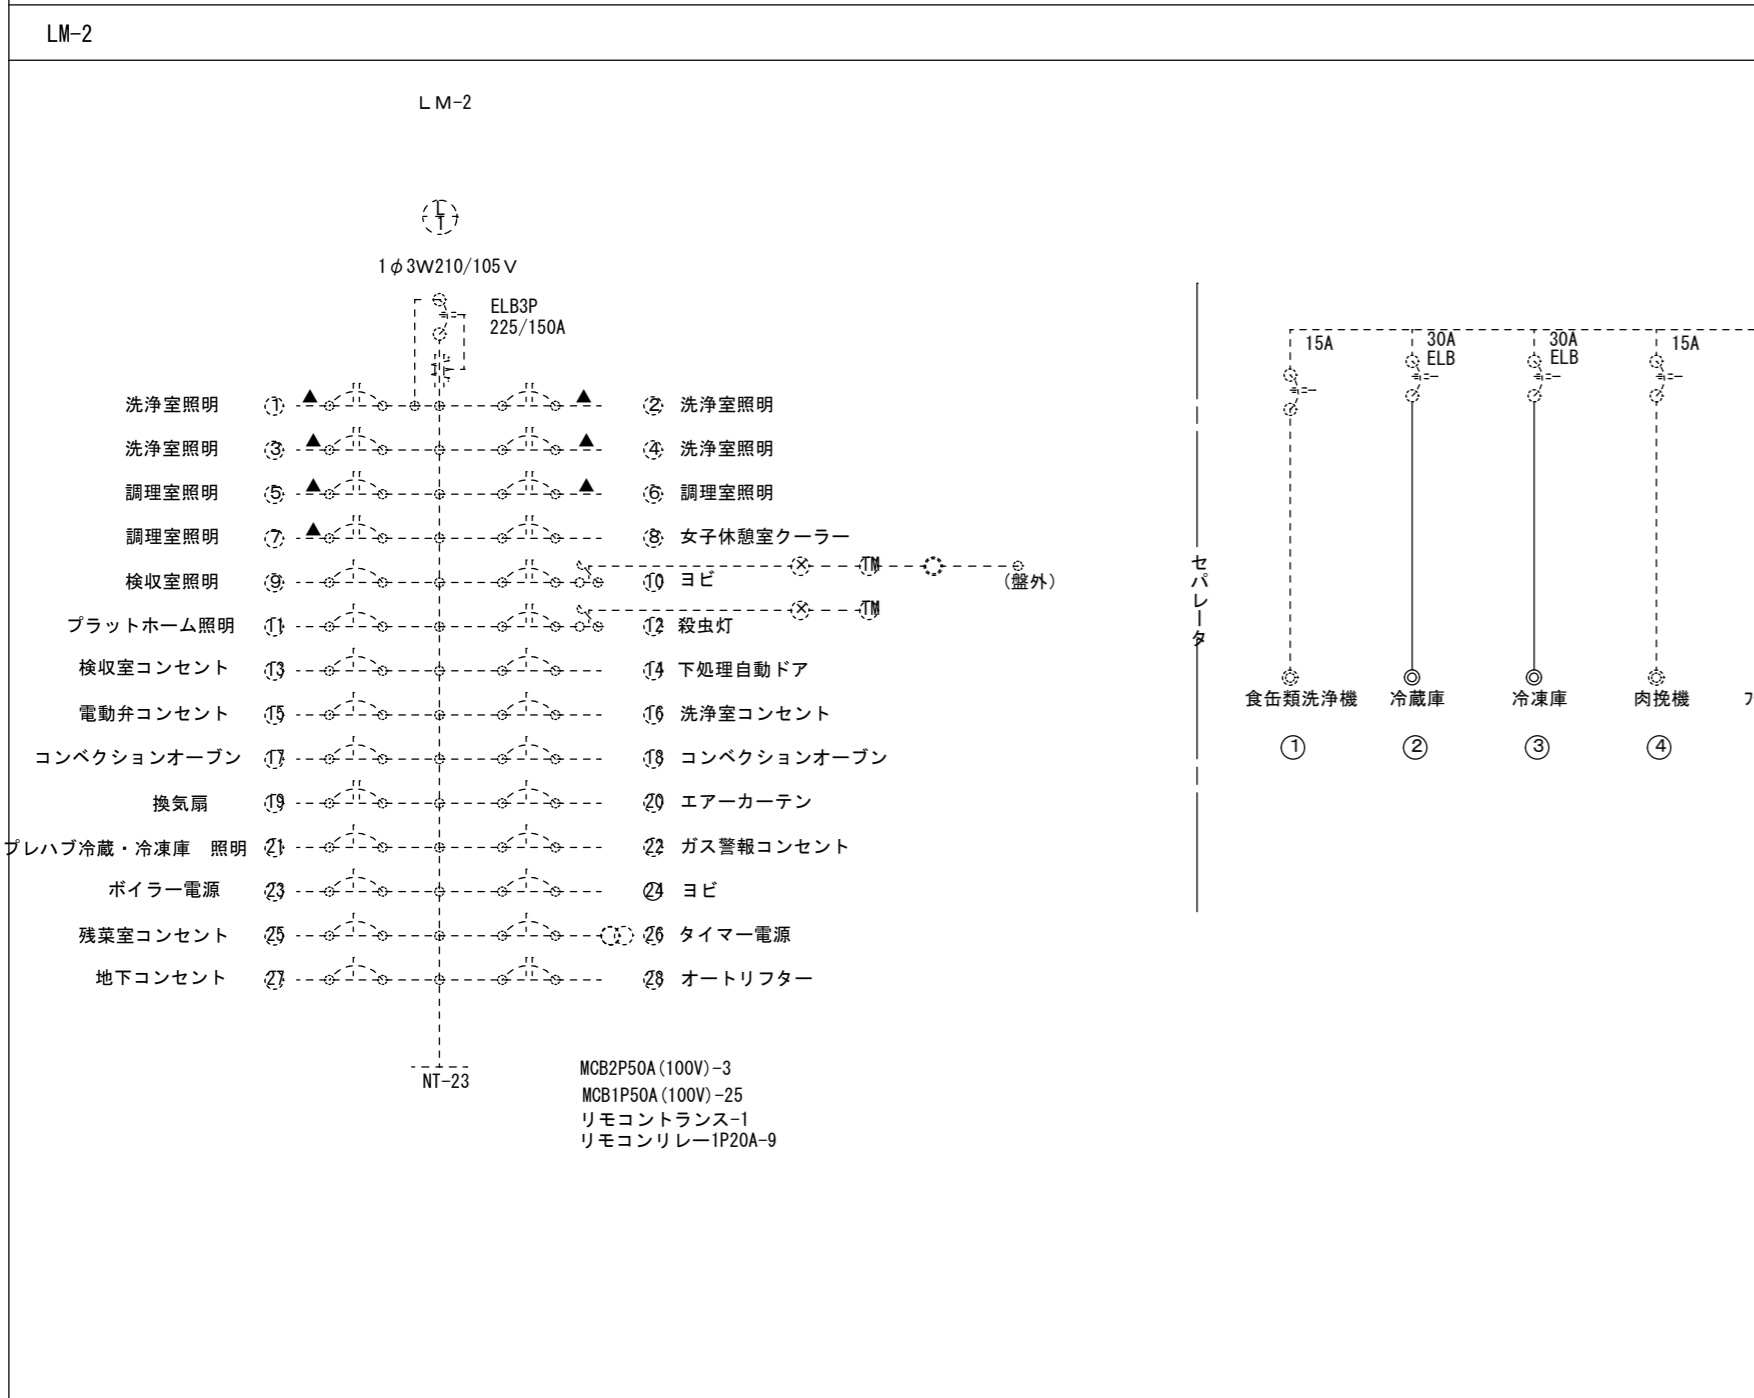 LM-2
LM-2
L
T
1φ3W210/105V
ELB3P
225/150A
洗浄室照明 ① ② 洗浄室照明
洗浄室照明 ③ ④ 洗浄室照明
調理室照明 ⑤ ⑥ 調理室照明
調理室照明 ⑦ ⑧ 女子休憩室クーラー
TM
検収室照明 ⑨ ⑩ ヨビ (盤外)
TM
プラットホーム照明 ⑪ ⑫ 殺虫灯
検収室コンセント ⑬ ⑭ 下処理自動ドア
電動弁コンセント ⑮ ⑯ 洗浄室コンセント
コンベクションオーブン ⑰ ⑱ コンベクションオーブン
換気扇 ⑲ ⑳ エアーカーテン
プレハブ冷蔵・冷凍庫 照明 ㉑ ㉒ ガス警報コンセント
ボイラー電源 ㉓ ㉔ ヨビ
残菜室コンセント ㉕ ㉖ タイマー電源
地下コンセント ㉗ ㉘ オートリフター
NT-23
MCB2P50A(100V)-3
MCB1P50A(100V)-25
リモコントランス-1
リモコンリレー1P20A-9
セパレータ
15A
30A
ELB
30A
ELB
15A
食缶類洗浄機 冷蔵庫 冷凍庫 肉挽機
① ② ③ ④